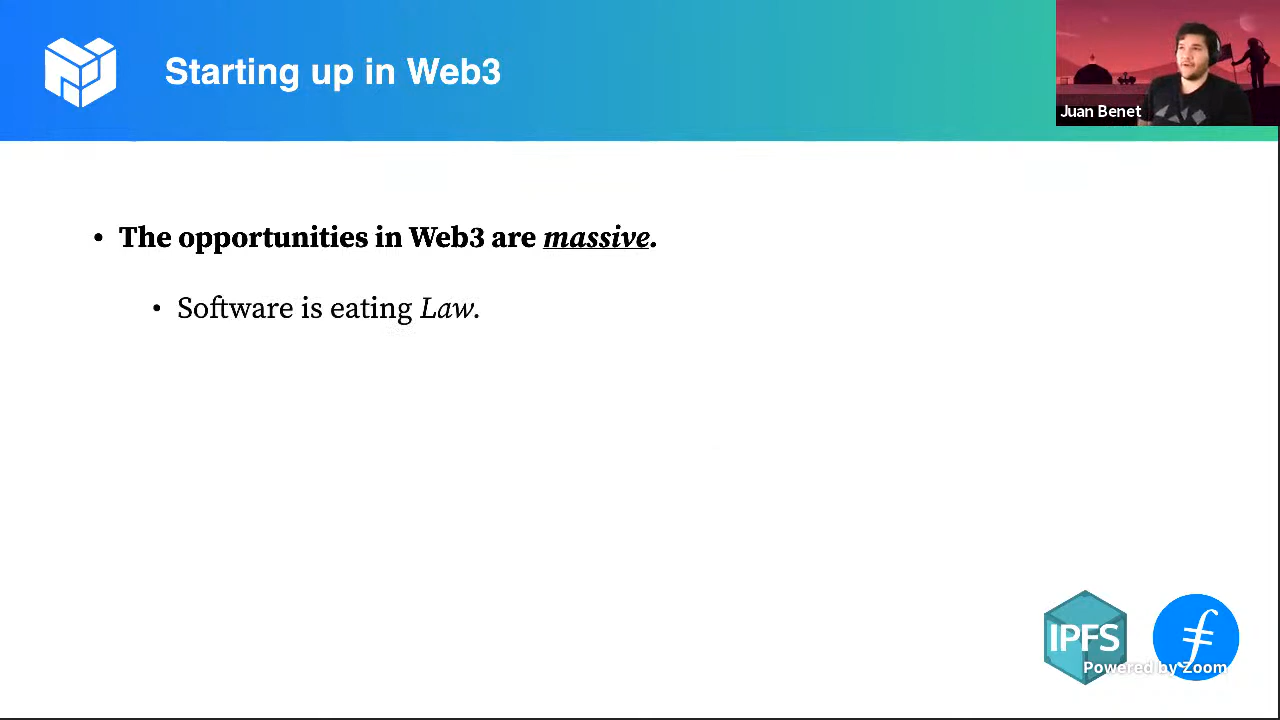 Starting up in Web3
Juan Benet
• The opportunities in Web3 are massive.
• Software is eating Law.
IPFS
Powered by Zoom